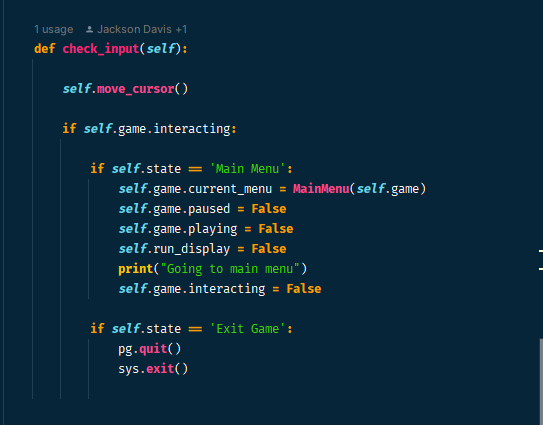 1 usage Jackson Davis +1
def check_input(self):
self.move_cursor()
if self.game.interacting:
if self.state == 'Main Menu':
self.game.current_menu = MainMenu(self.game)
self.game.paused = False
self.game.playing = False
self.run_display = False
print("Going to main menu")
self.game.interacting = False
if self.state == 'Exit Game':
pg.quit()
sys.exit()